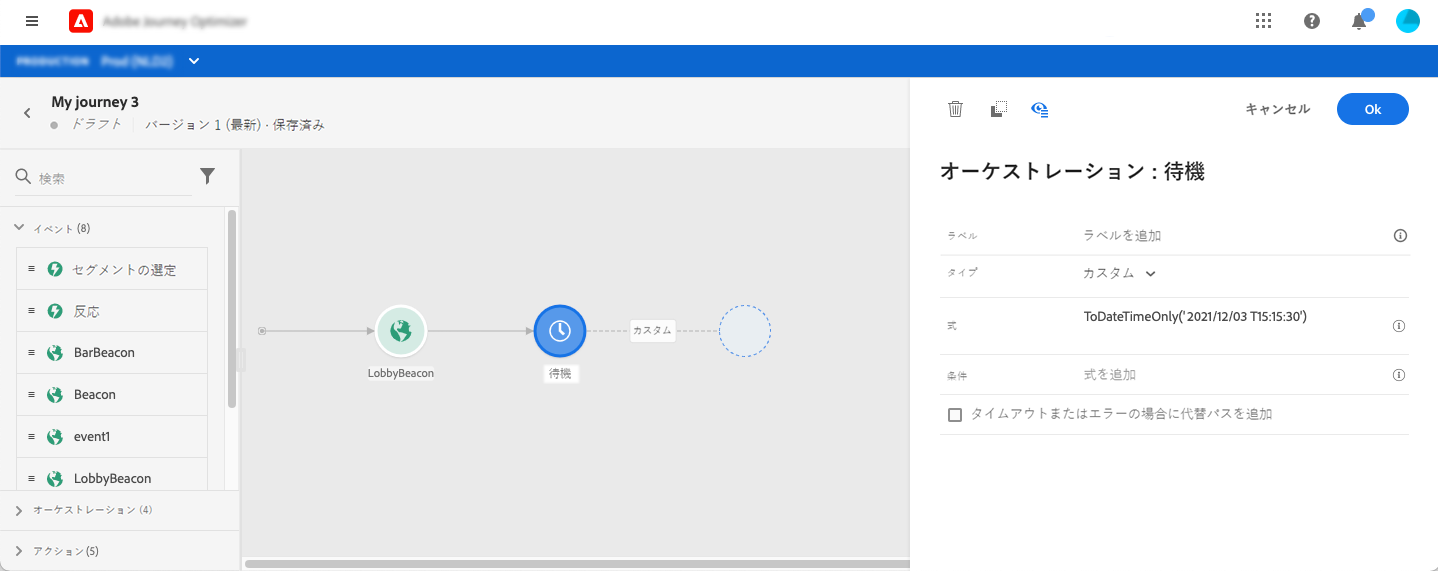 Adobe Journey Optimizer
PRODUCTION Prod (NLD2)
My journey 3
ドラフト バージョン 1 (最新) · 保存済み
検索
イベント (8)
セグメントの選定
反応
BarBeacon
Beacon
event1
LobbyBeacon
オーケストレーション (4)
アクション (5)
LobbyBeacon
待機
カスタム
キャンセル Ok
オーケストレーション : 待機
ラベル ラベルを追加
タイプ カスタム
式 ToDateTimeOnly('2021/12/03 T15:15:30')
条件 式を追加
タイムアウトまたはエラーの場合に代替パスを追加